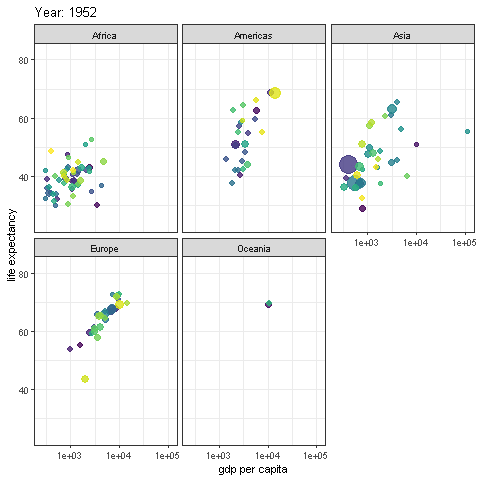 Year: 1952
Africa
Americas
Asia
80
60
40
1e+03 1e+04 1e+05
Europe
Oceania
80
60
40
1e+03 1e+04 1e+05
1e+03 1e+04 1e+05
life expectancy
gdp per capita